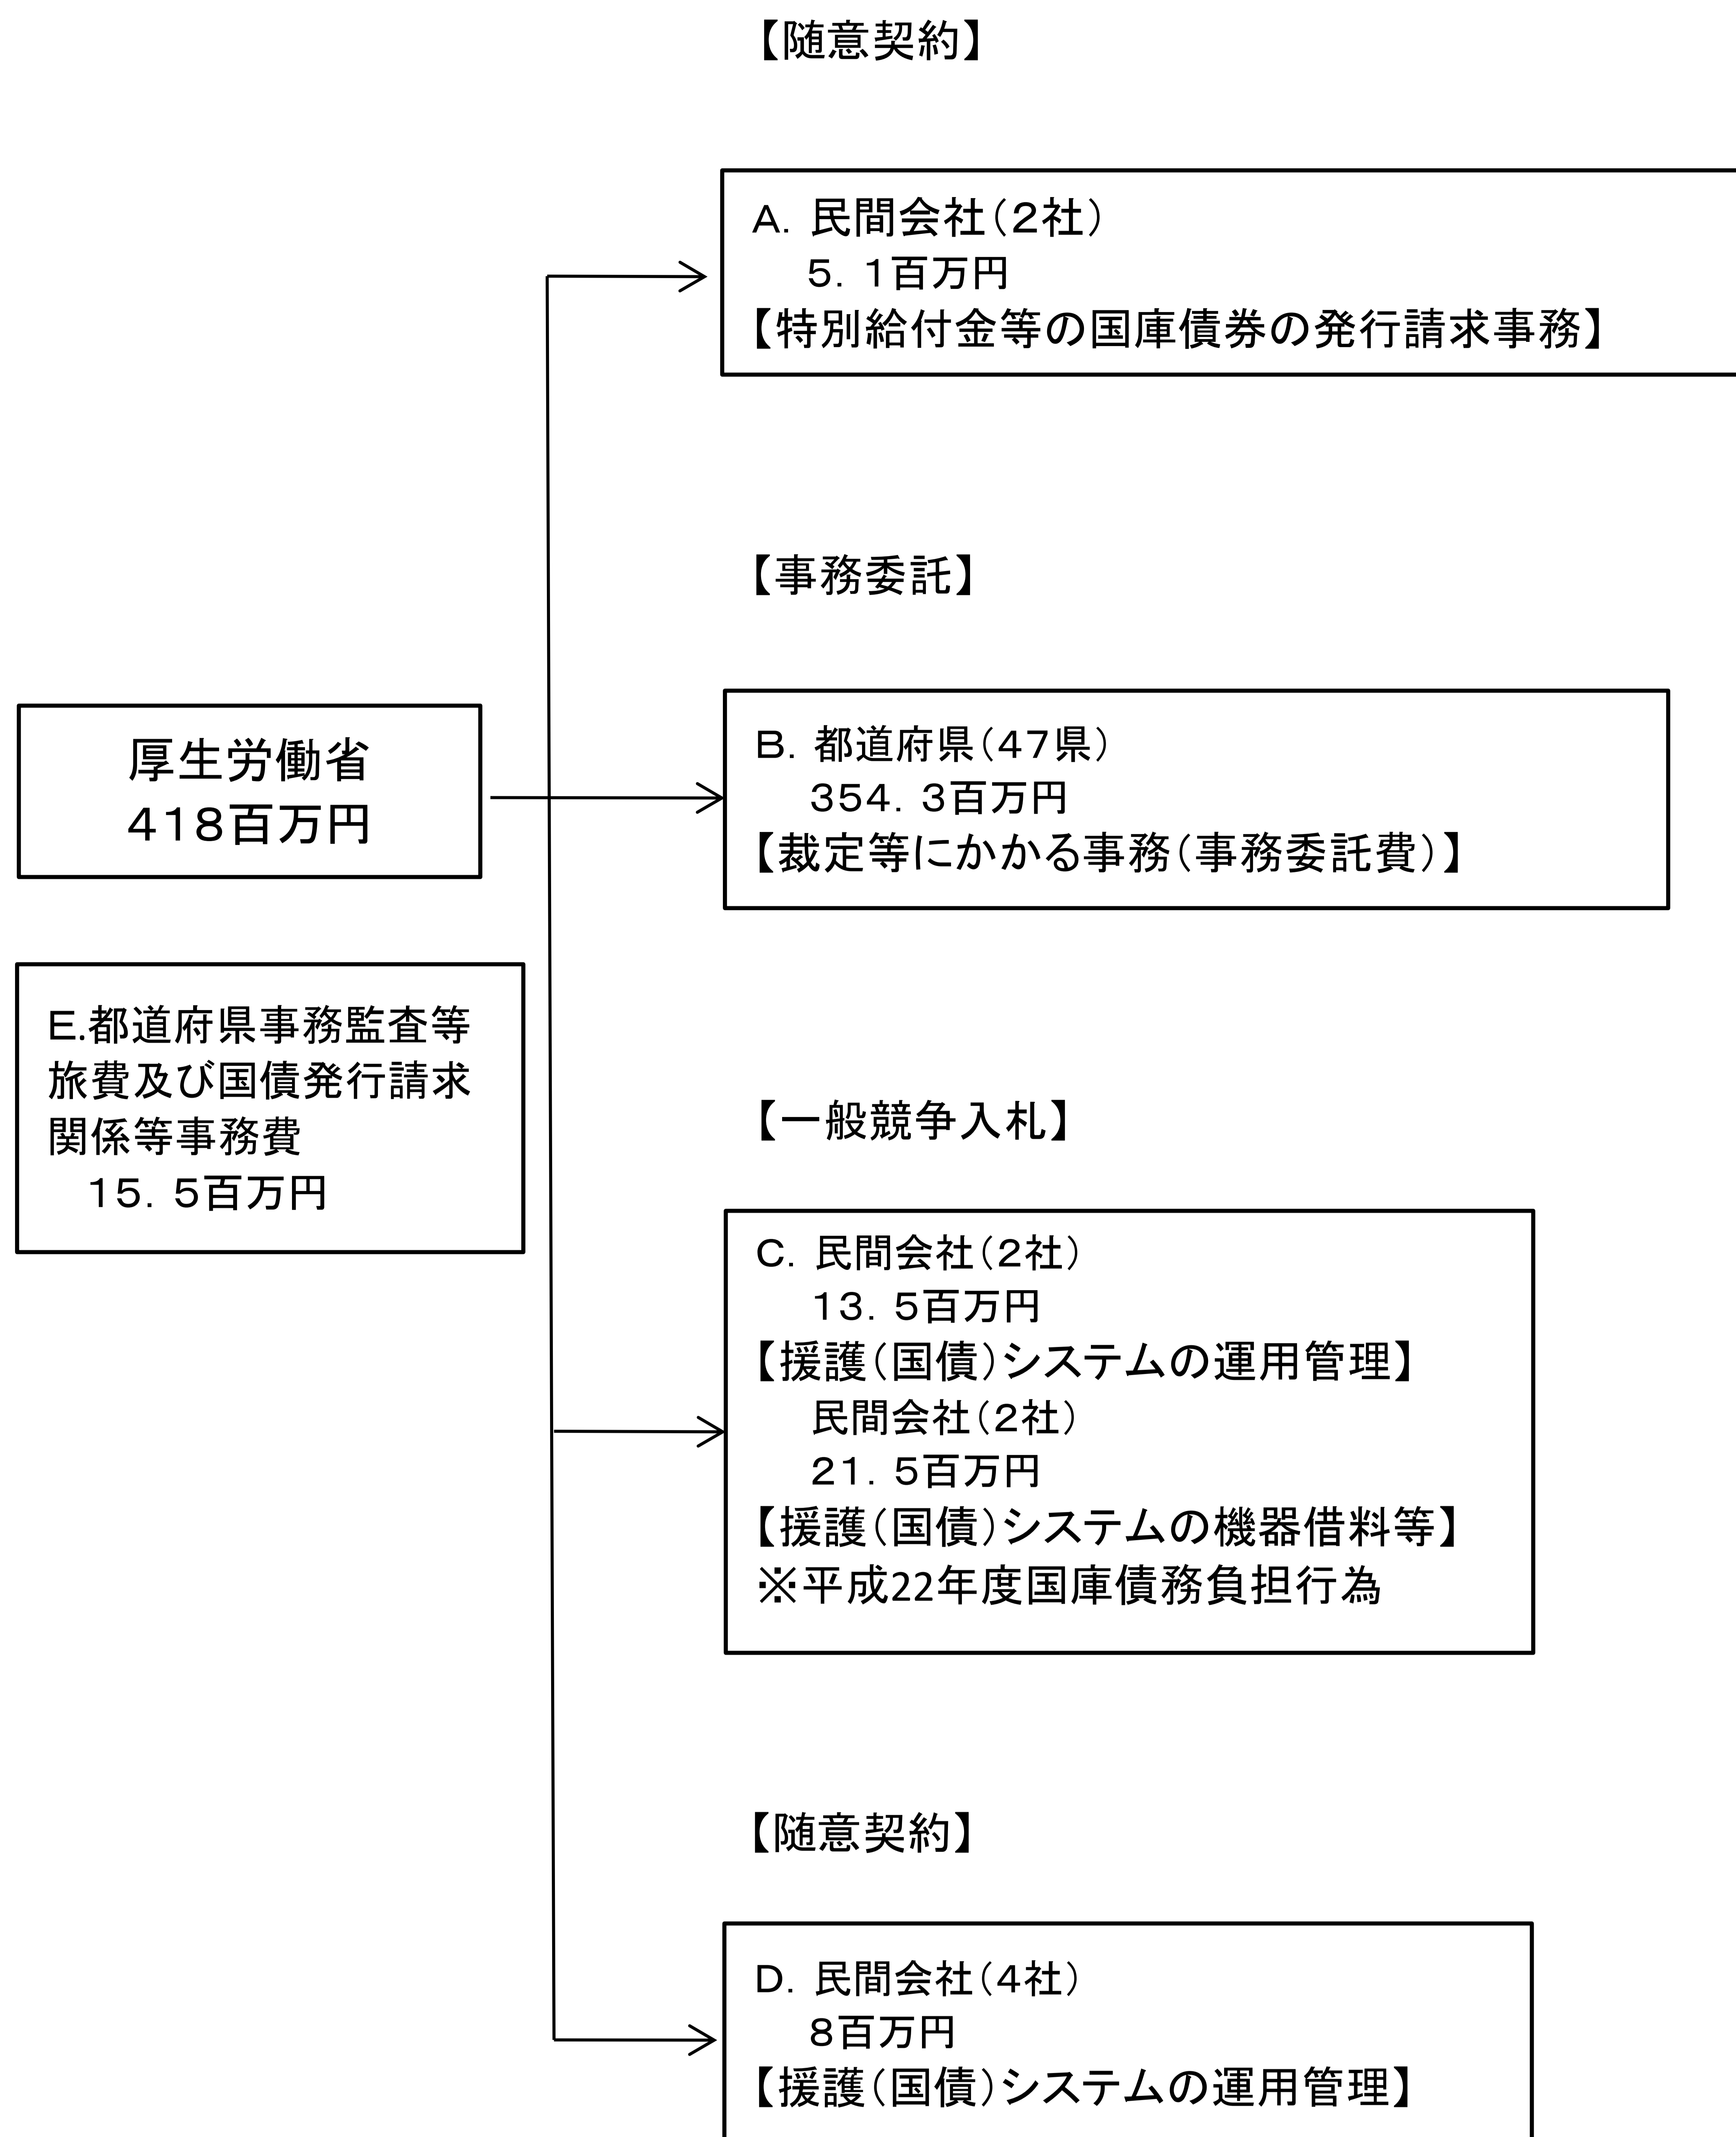 【随意契約】
A．民間会社（２社）
５．１百万円
【特別給付金等の国庫債券の発行請求事務】
【事務委託】
厚生労働省
４１８百万円
B．都道府県（４７県）
３５４．３百万円
【裁定等にかかる事務（事務委託費）】
E.都道府県事務監査等
旅費及び国債発行請求
関係等事務費
１５．５百万円
【一般競争入札】
C．民間会社（２社）
１３．５百万円
【援護（国債）システムの運用管理】
民間会社（２社）
２１．５百万円
【援護（国債）システムの機器借料等】
※平成22年度国庫債務負担行為
【随意契約】
D．民間会社（４社）
８百万円
【援護（国債）システムの運用管理】